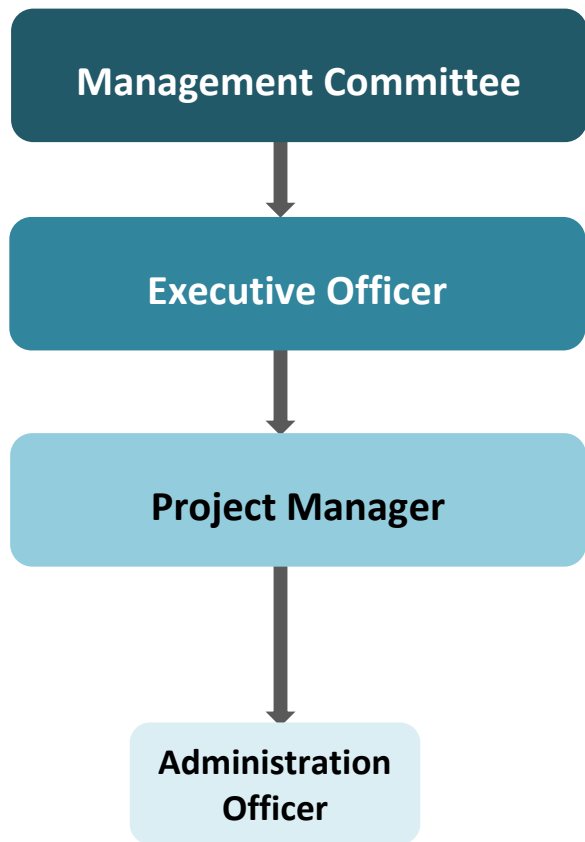 Management Committee
Executive Officer
Project Manager
Administration
Officer